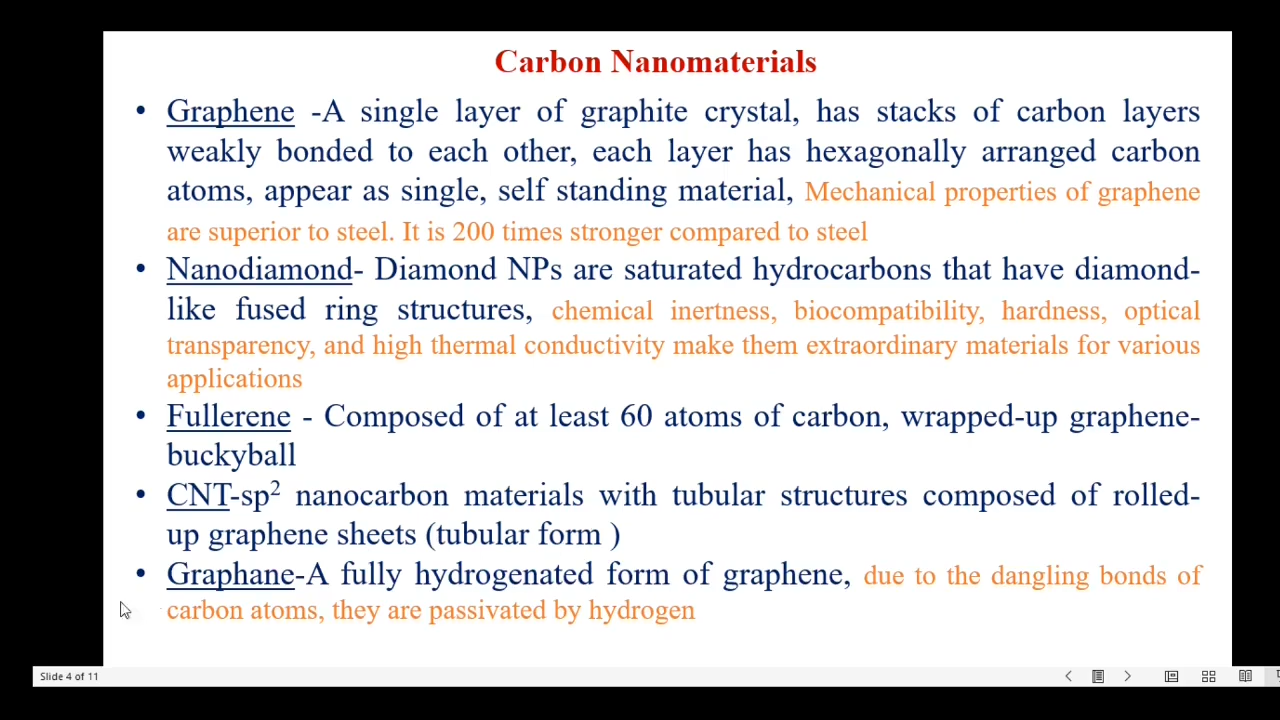 Carbon Nanomaterials
• Graphene -A single layer of graphite crystal, has stacks of carbon layers
weakly bonded to each other, each layer has hexagonally arranged carbon
atoms, appear as single, self standing material, Mechanical properties of graphene
are superior to steel. It is 200 times stronger compared to steel
• Nanodiamond- Diamond NPs are saturated hydrocarbons that have diamond-
like fused ring structures, chemical inertness, biocompatibility, hardness, optical
transparency, and high thermal conductivity make them extraordinary materials for various
applications
• Fullerene - Composed of at least 60 atoms of carbon, wrapped-up graphene-
buckyball
• CNT-sp² nanocarbon materials with tubular structures composed of rolled-
up graphene sheets (tubular form )
• Graphane-A fully hydrogenated form of graphene, due to the dangling bonds of
carbon atoms, they are passivated by hydrogen
Slide 4 of 11